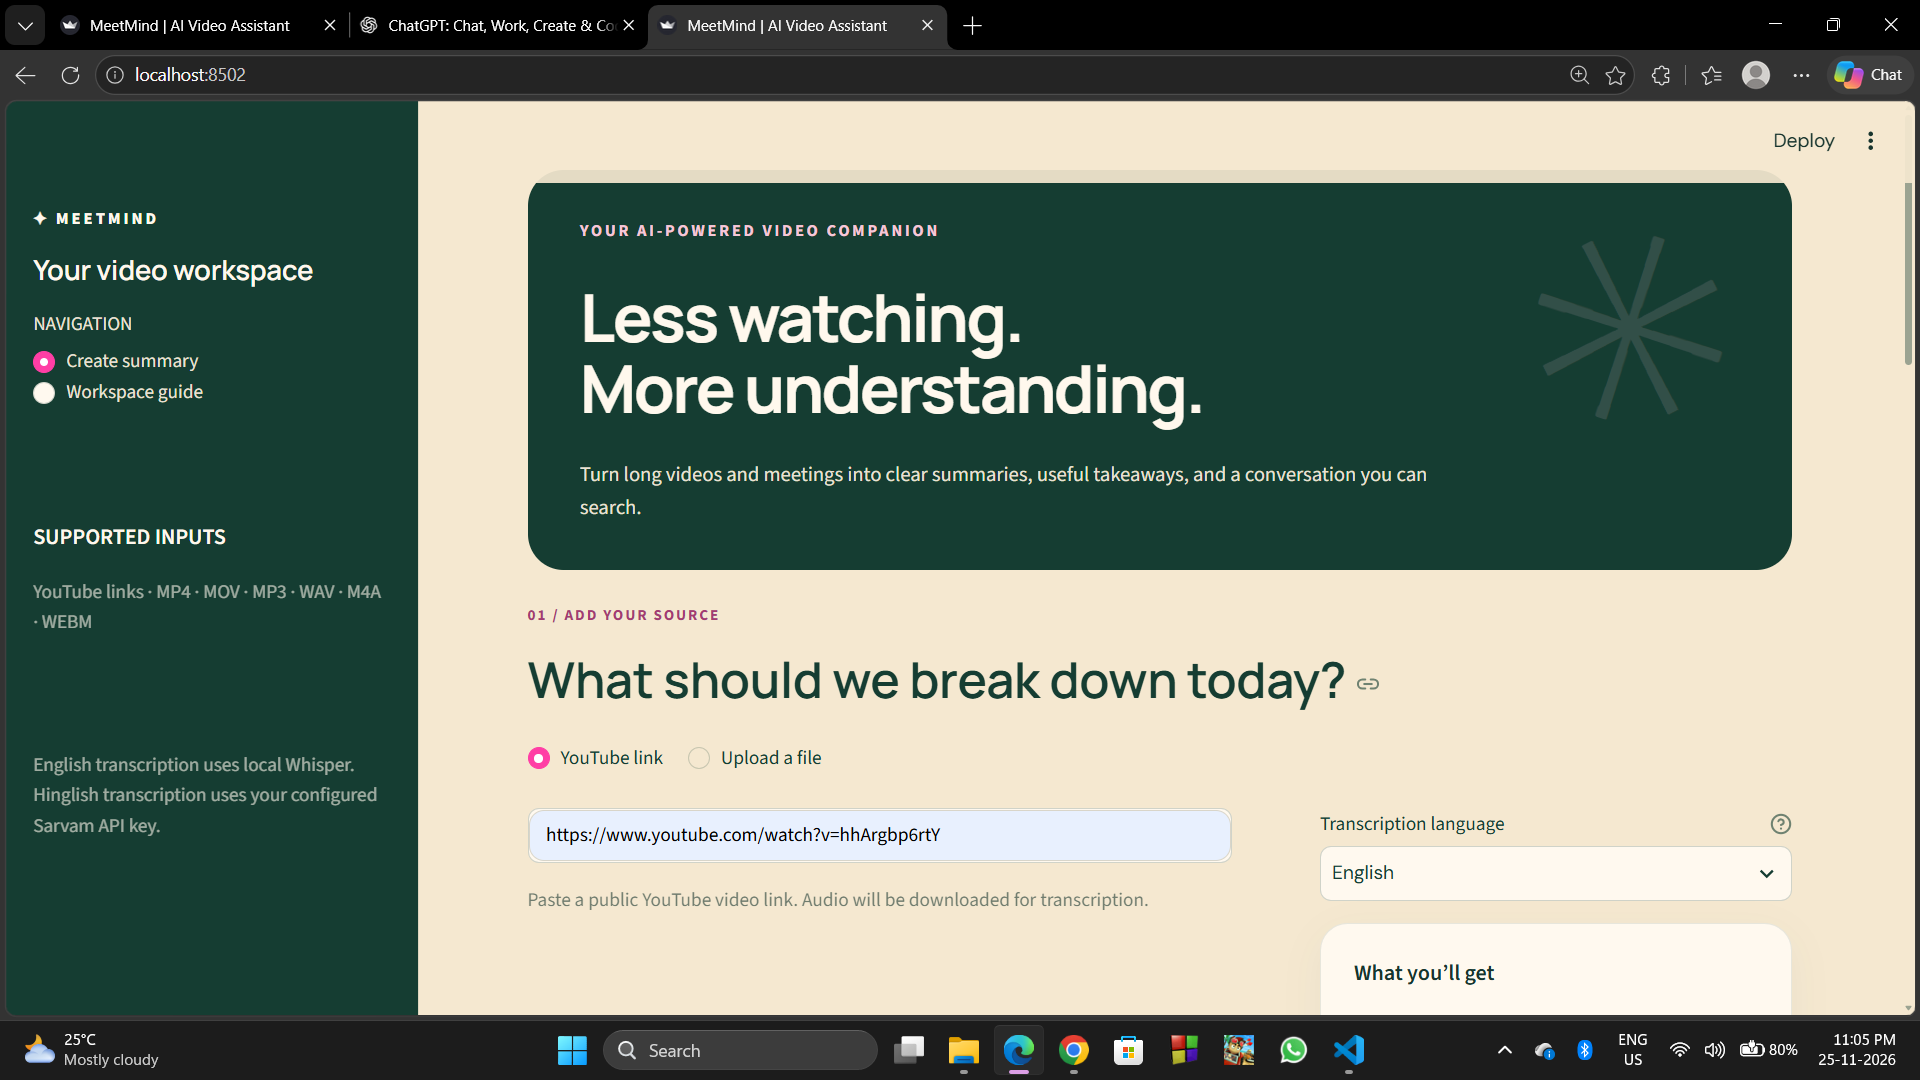 MeetMind | AI Video Assistant
ChatGPT: Chat, Work, Create & Co
MeetMind | AI Video Assistant
localhost:8502
Chat
Deploy
✦ MEETMIND
Your video workspace
NAVIGATION
Create summary
Workspace guide
SUPPORTED INPUTS
YouTube links · MP4 · MOV · MP3 · WAV · M4A
· WEBM
English transcription uses local Whisper.
Hinglish transcription uses your configured
Sarvam API key.
YOUR AI-POWERED VIDEO COMPANION
Less watching.
More understanding.
Turn long videos and meetings into clear summaries, useful takeaways, and a conversation you can
search.
01 / ADD YOUR SOURCE
What should we break down today?
YouTube link
Upload a file
https://www.youtube.com/watch?v=hhArgbp6rtY
Paste a public YouTube video link. Audio will be downloaded for transcription.
Transcription language
English
What you’ll get
25°C
Mostly cloudy
Search
ENG
US
80%
11:05 PM
25-11-2026